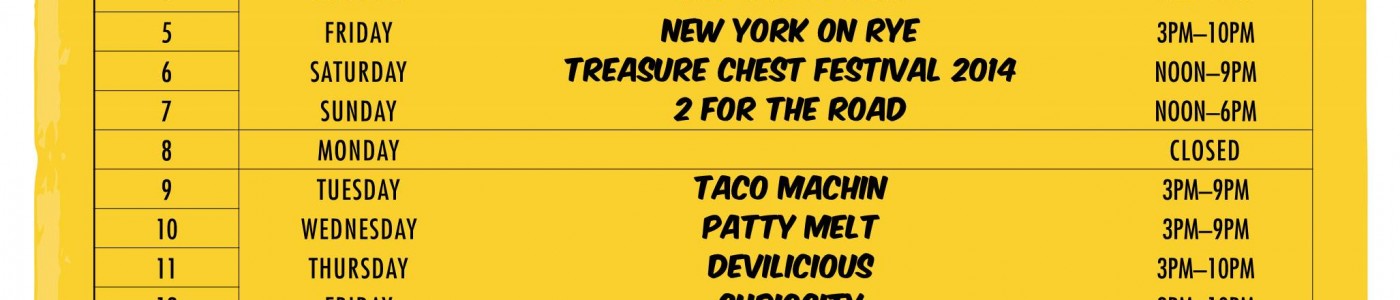 5 FRIDAY NEW YORK ON RYE 3PM–10PM
6 SATURDAY TREASURE CHEST FESTIVAL 2014 NOON–9PM
7 SUNDAY 2 FOR THE ROAD NOON–6PM
8 MONDAY CLOSED
9 TUESDAY TACO MACHIN 3PM–9PM
10 WEDNESDAY PATTY MELT 3PM–9PM
11 THURSDAY DEVILICIOUS 3PM–10PM